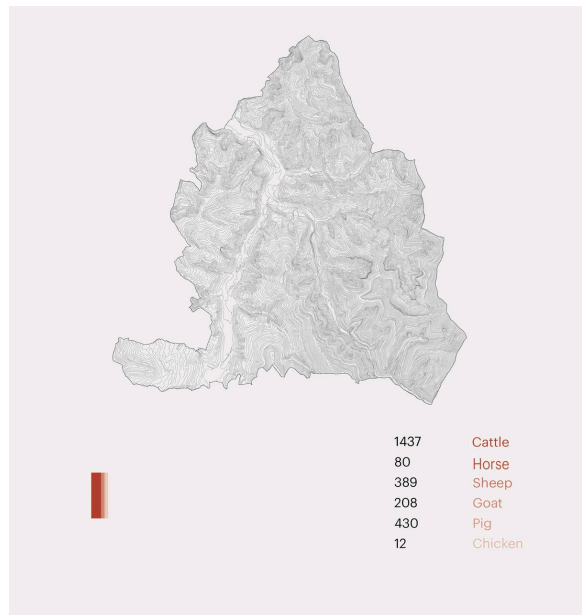 1437 Cattle
80 Horse
389 Sheep
208 Goat
430 Pig
12 Chicken